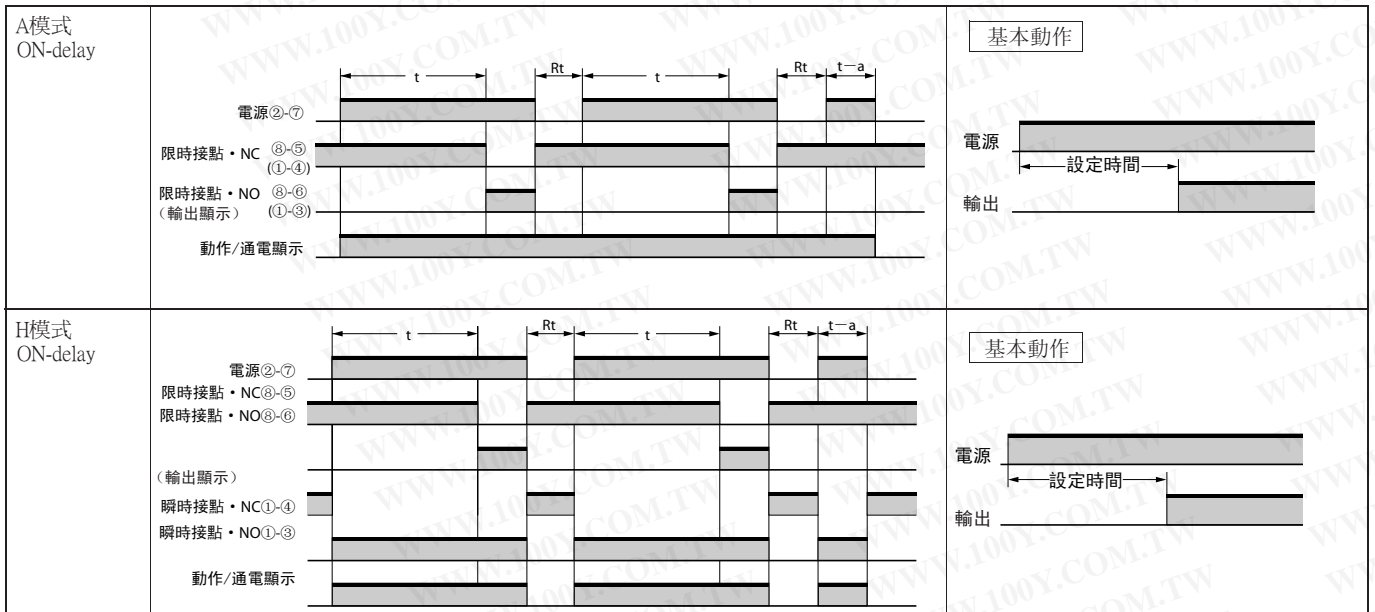 A模式
ON-delay
基本動作
t
Rt
t
Rt
t－a
電源②-⑦
限時接點・NC ⑧-⑤
(①-④)
限時接點・NO ⑧-⑥
（輸出顯示） (①-③)
動作/通電顯示
電源
設定時間
輸出
H模式
ON-delay
基本動作
t
Rt
t
Rt
t－a
電源②-⑦
限時接點・NC⑧-⑤
限時接點・NO⑧-⑥
（輸出顯示）
瞬時接點・NC①-④
瞬時接點・NO①-③
動作/通電顯示
電源
設定時間
輸出
WWW.100Y.COM.TW